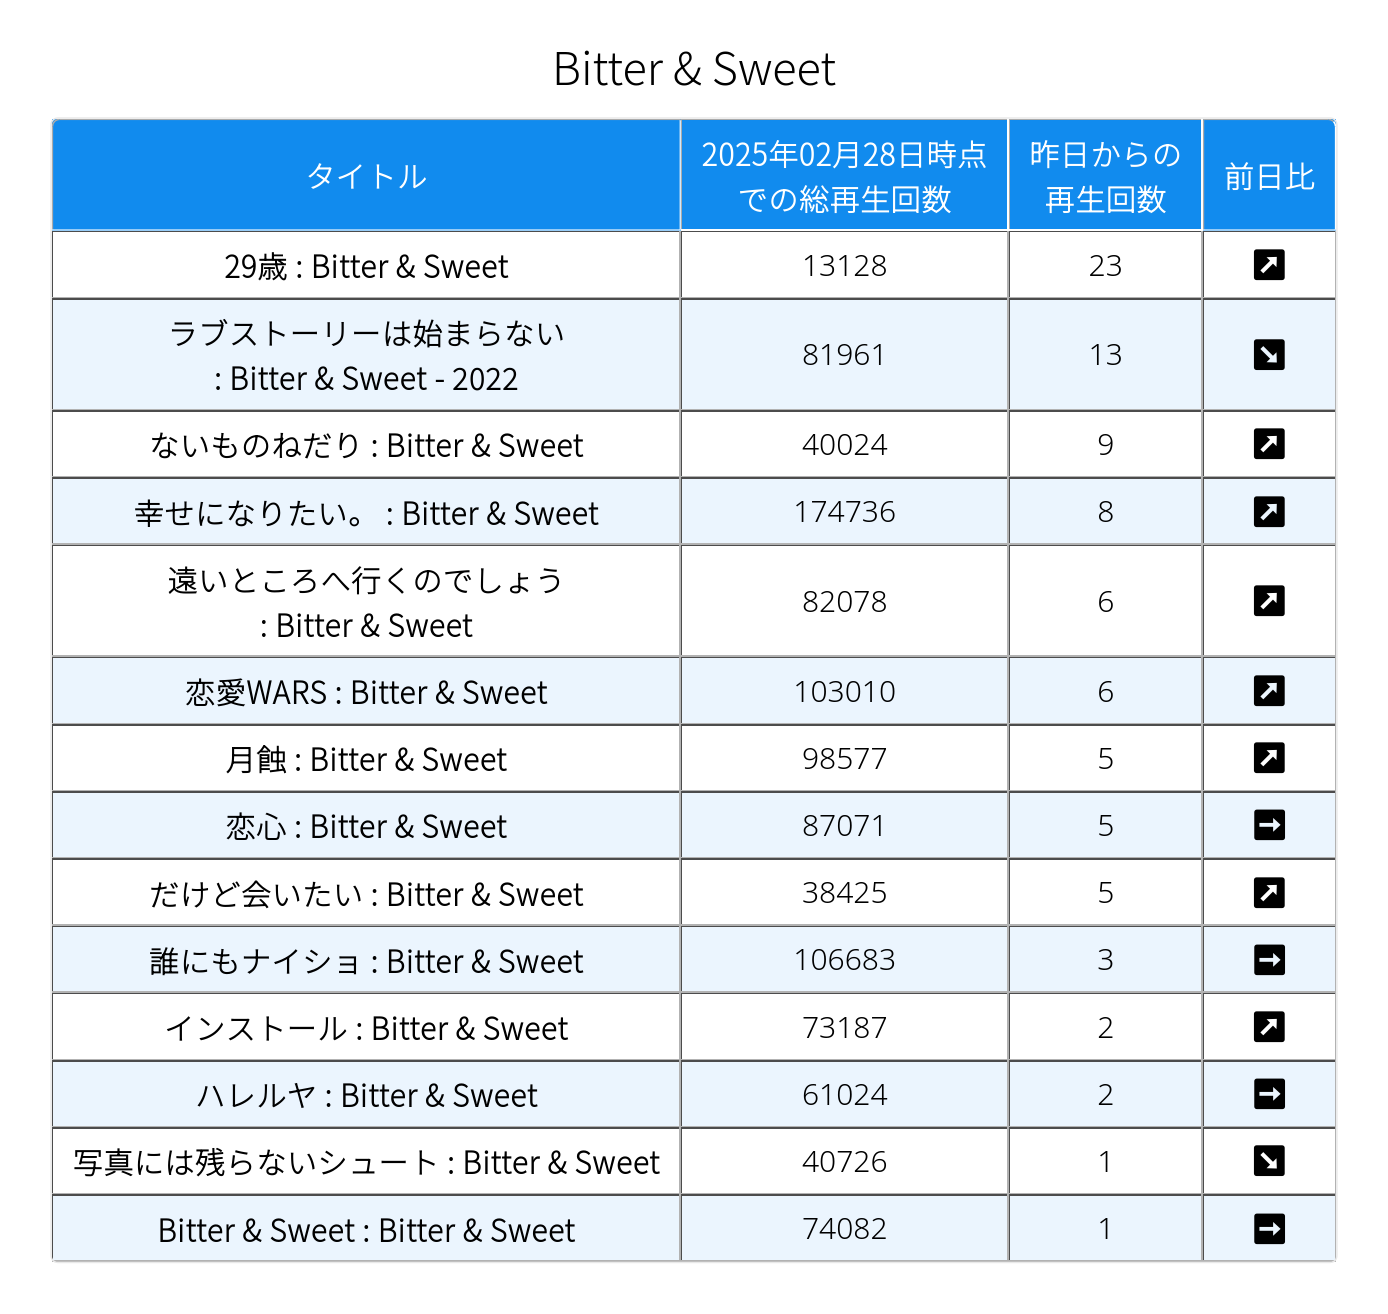 Bitter & Sweet
タイトル
2025年02月28日時点
での総再生回数
昨日からの
再生回数
前日比
29歳 : Bitter & Sweet
13128
23
ラブストーリーは始まらない
: Bitter & Sweet - 2022
81961
13
ないものねだり : Bitter & Sweet
40024
9
幸せになりたい。 : Bitter & Sweet
174736
8
遠いところへ行くのでしょう
: Bitter & Sweet
82078
6
恋愛WARS : Bitter & Sweet
103010
6
月蝕 : Bitter & Sweet
98577
5
恋心 : Bitter & Sweet
87071
5
だけど会いたい : Bitter & Sweet
38425
5
誰にもナイショ : Bitter & Sweet
106683
3
インストール : Bitter & Sweet
73187
2
ハレルヤ : Bitter & Sweet
61024
2
写真には残らないシュート : Bitter & Sweet
40726
1
Bitter & Sweet : Bitter & Sweet
74082
1